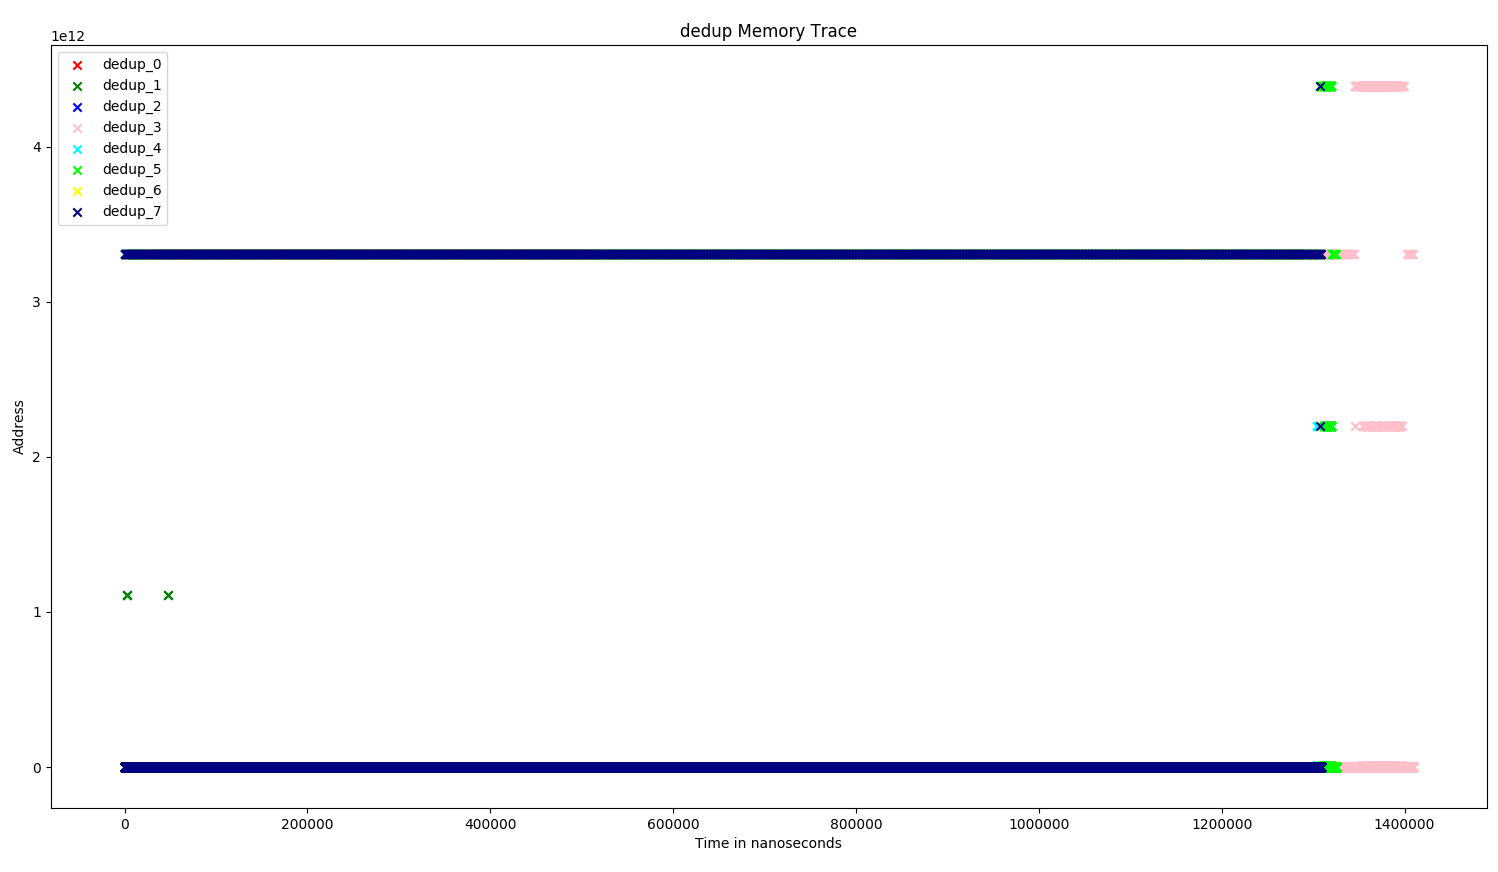 dedup Memory Trace
1e12
dedup_0
dedup_1
dedup_2
dedup_3
dedup_4
dedup_5
dedup_6
dedup_7
4
3
2
1
0
Address
0 200000 400000 600000 800000 1000000 1200000 1400000
Time in nanoseconds